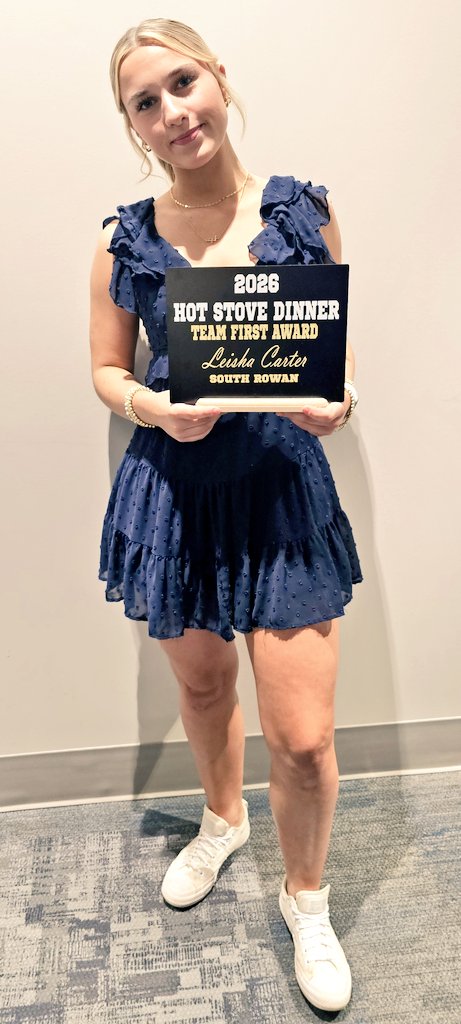 2026
HOT STOVE DINNER
TEAM FIRST AWARD
Leisha Carter
SOUTH ROWAN